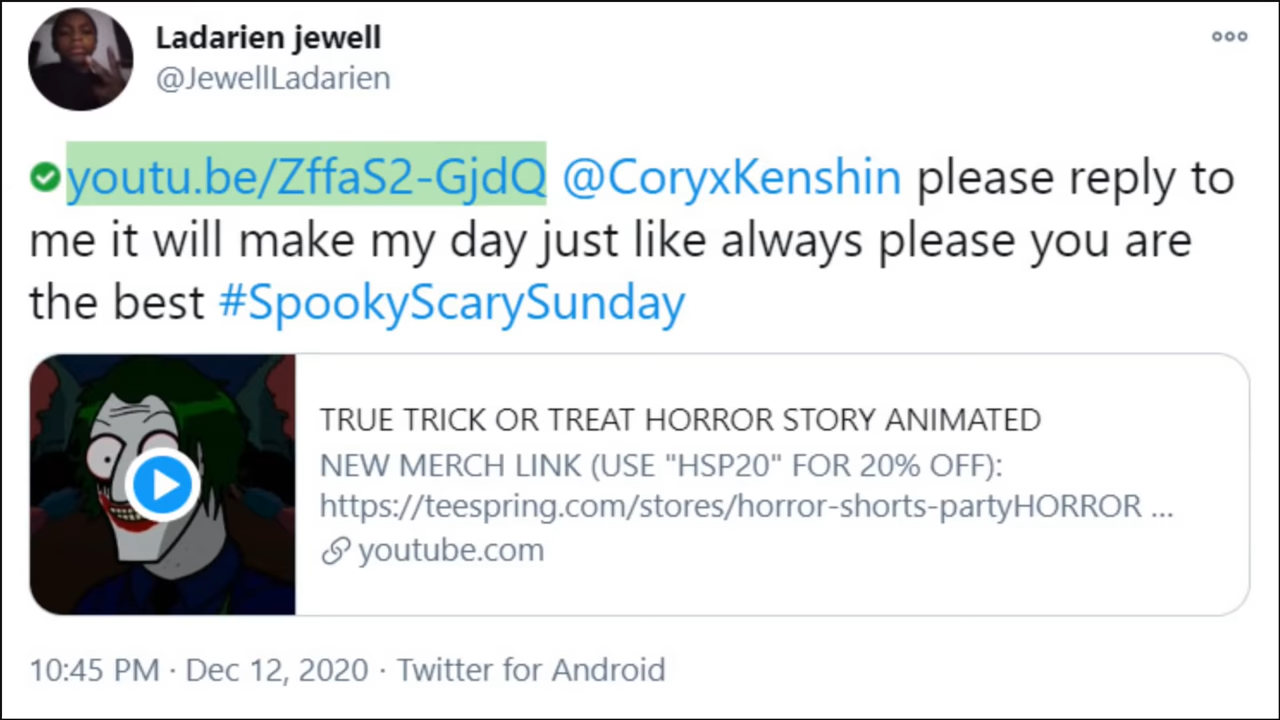 Ladarien jewell
@JewellLadarien
youtu.be/ZffaS2-GjdQ @CoryxKenshin please reply to
me it will make my day just like always please you are
the best #SpookyScarySunday
TRUE TRICK OR TREAT HORROR STORY ANIMATED
NEW MERCH LINK (USE "HSP20" FOR 20% OFF):
https://teespring.com/stores/horror-shorts-partyHORROR ...
youtube.com
10:45 PM · Dec 12, 2020 · Twitter for Android